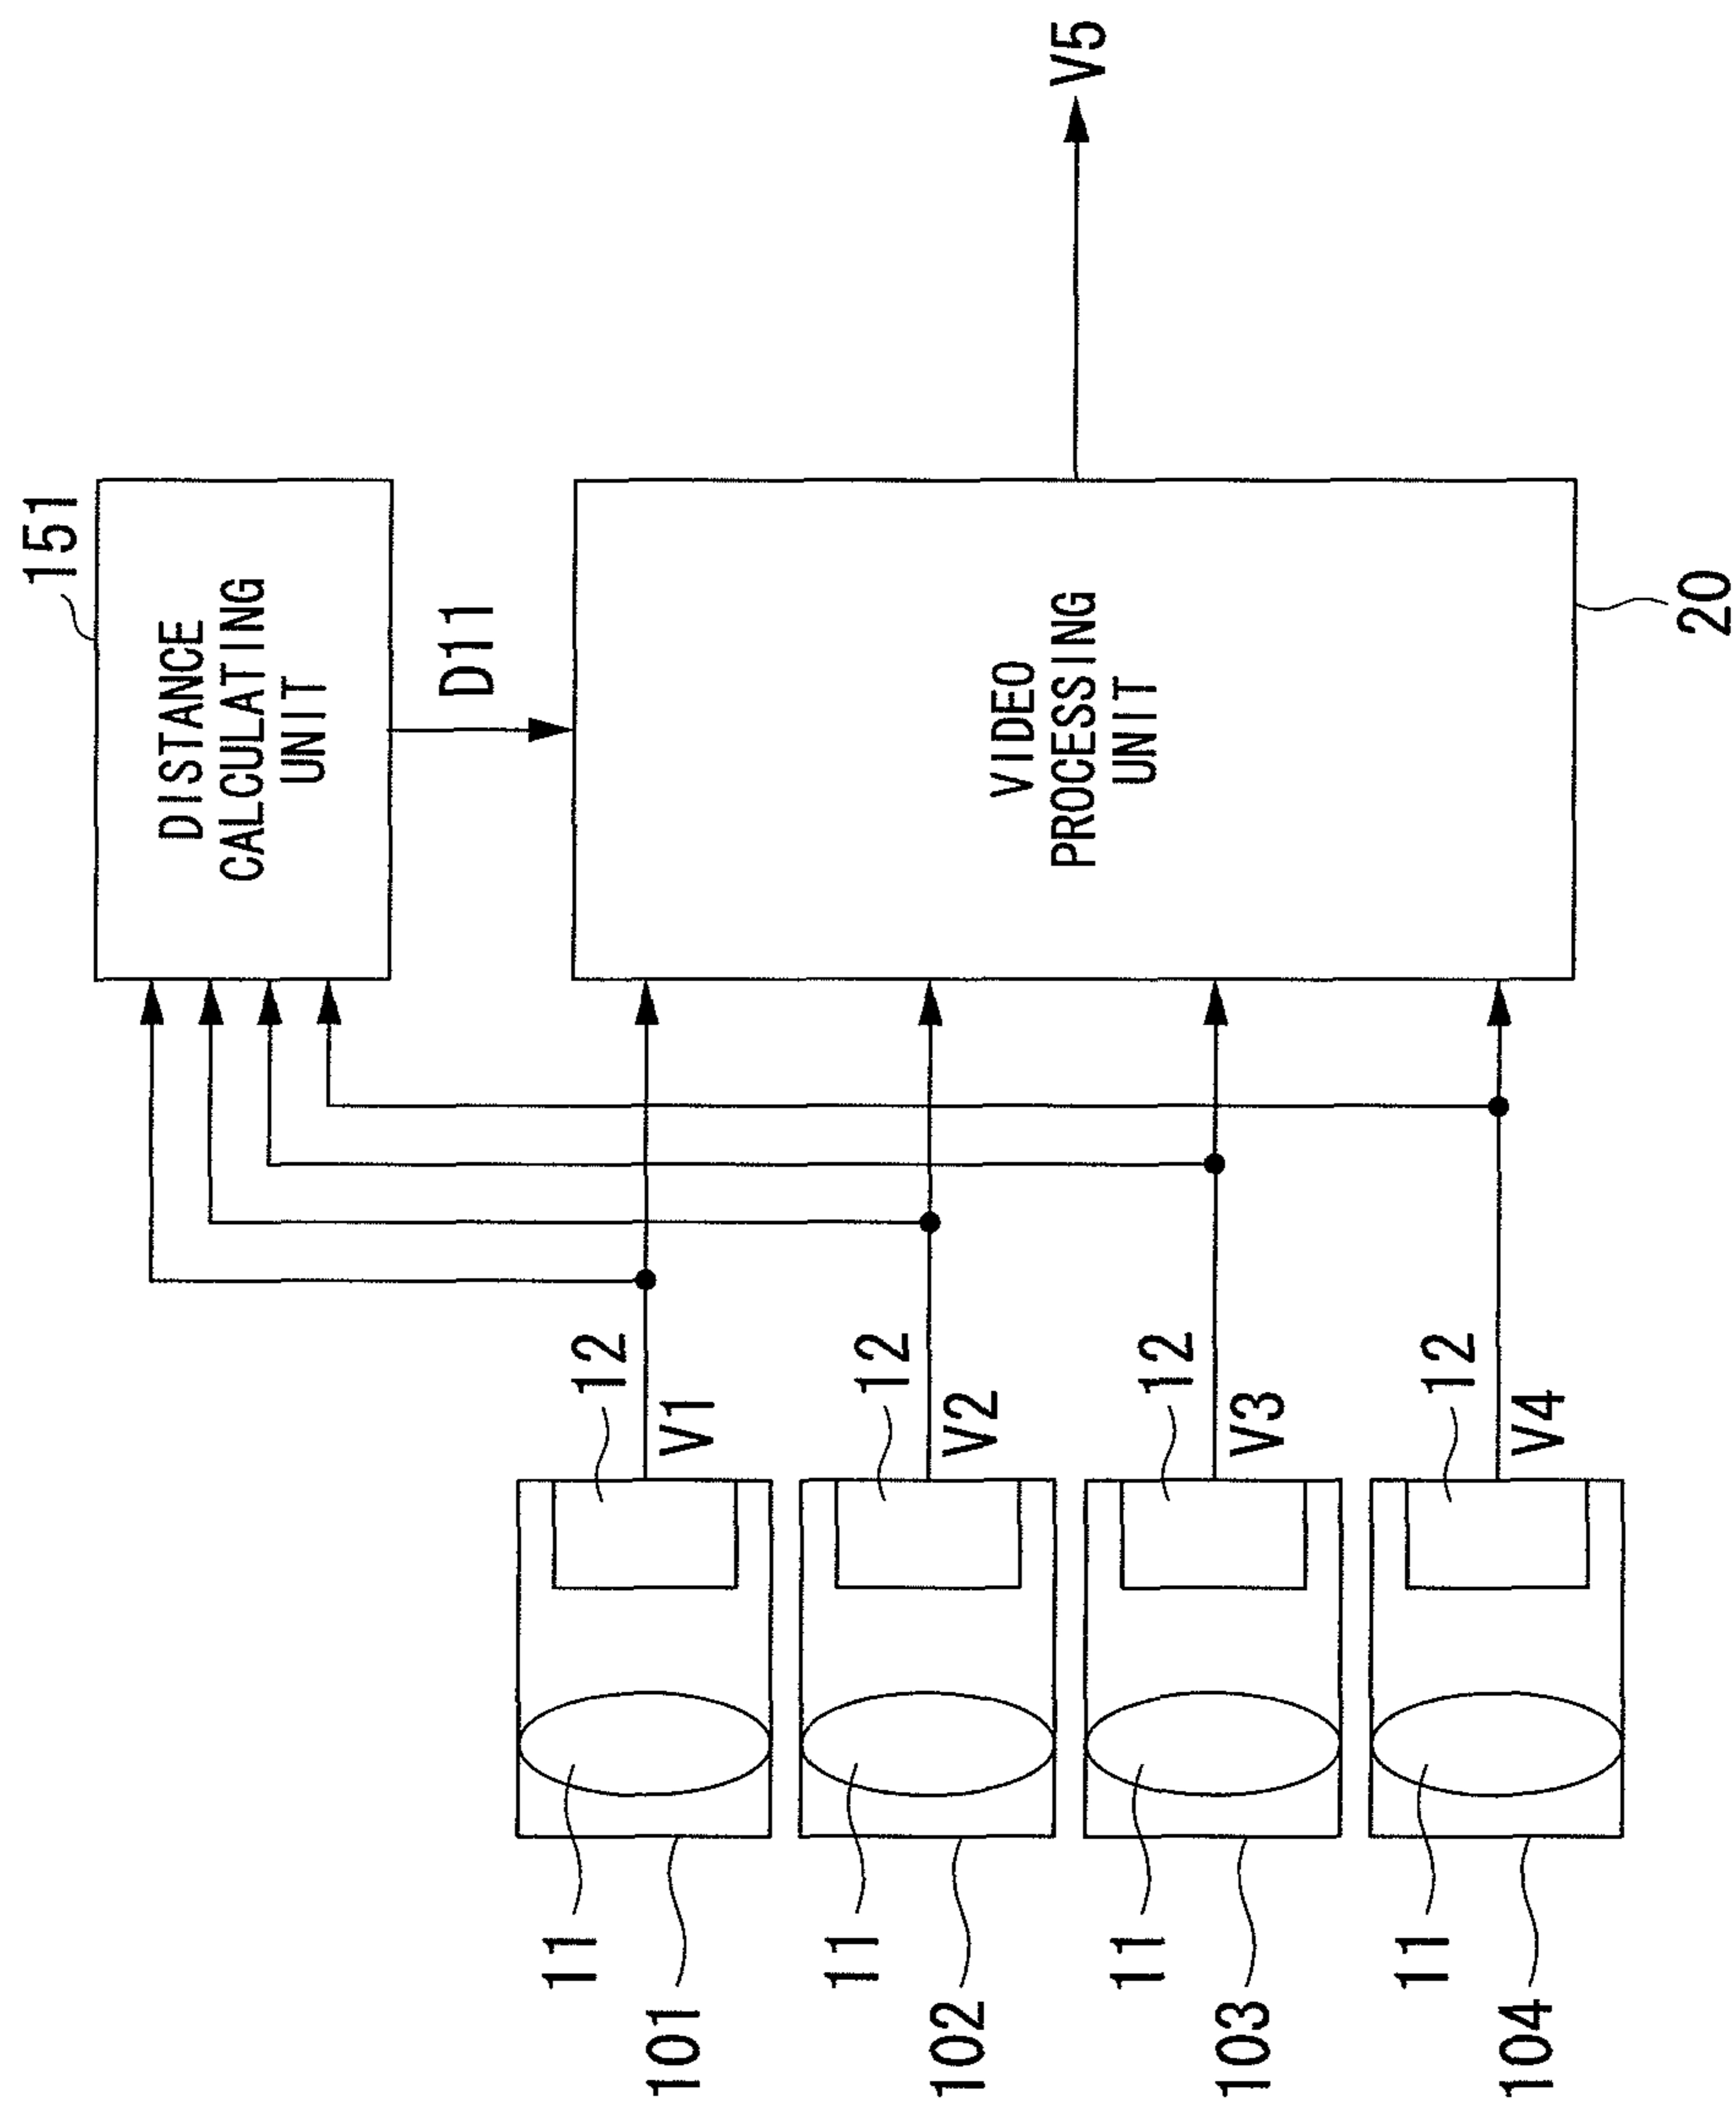 151
DISTANCE
CALCULATING
UNIT
D11
11
12
101
V1
11
12
102
V2
VIDEO
PROCESSING
UNIT
V5
11
12
103
V3
11
12
104
V4
20